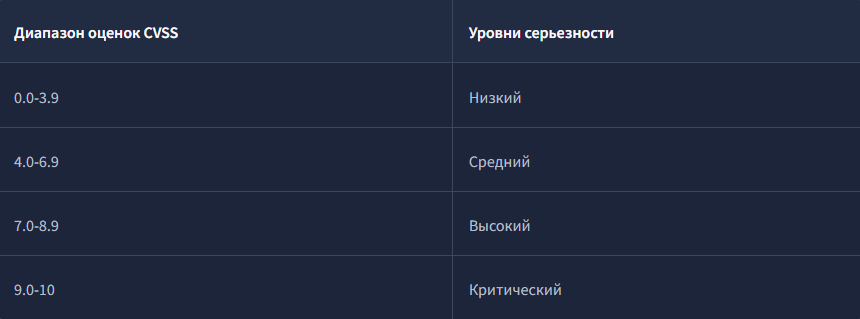 Диапазон оценок CVSS Уровни серьезности
0.0-3.9 Низкий
4.0-6.9 Средний
7.0-8.9 Высокий
9.0-10 Критический